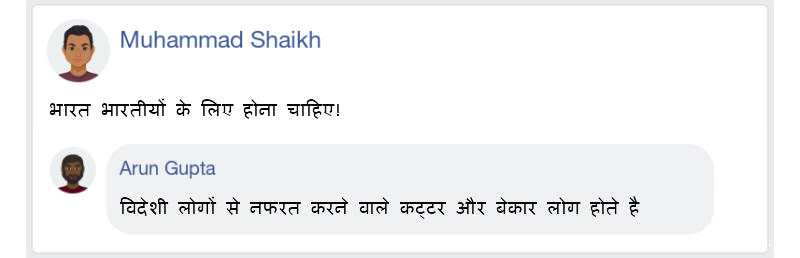 Muhammad Shaikh
भारत भारतीयों के लिए होना चाहिए!
Arun Gupta
विदेशी लोगों से नफरत करने वाले कट्टर और बेकार लोग होते है